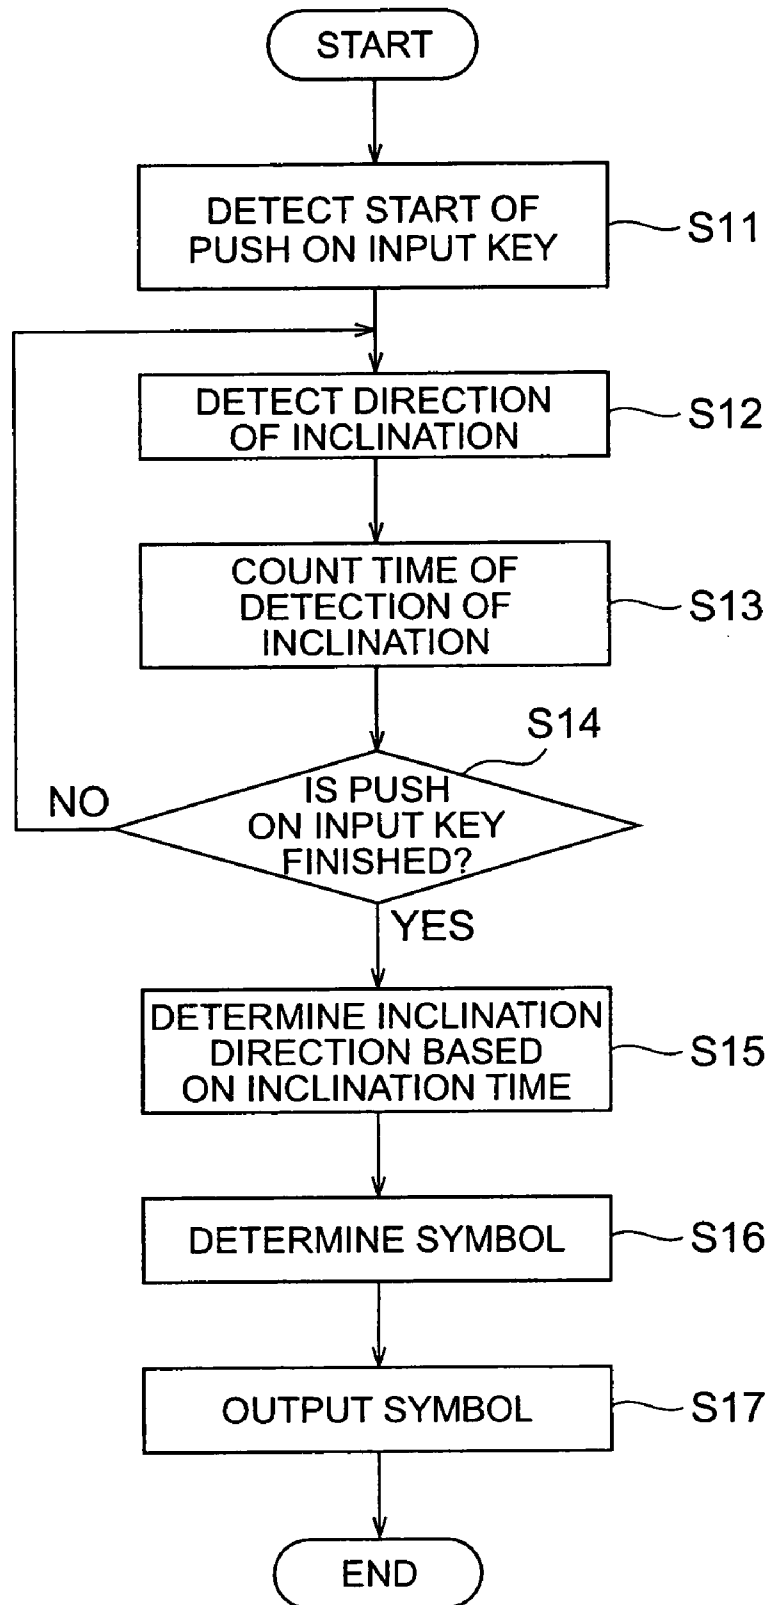 START
DETECT START OF
PUSH ON INPUT KEY
S11
DETECT DIRECTION
OF INCLINATION
S12
COUNT TIME OF
DETECTION OF
INCLINATION
S13
S14
IS PUSH
ON INPUT KEY
FINISHED?
NO
YES
DETERMINE INCLINATION
DIRECTION BASED
ON INCLINATION TIME
S15
DETERMINE SYMBOL
S16
OUTPUT SYMBOL
S17
END